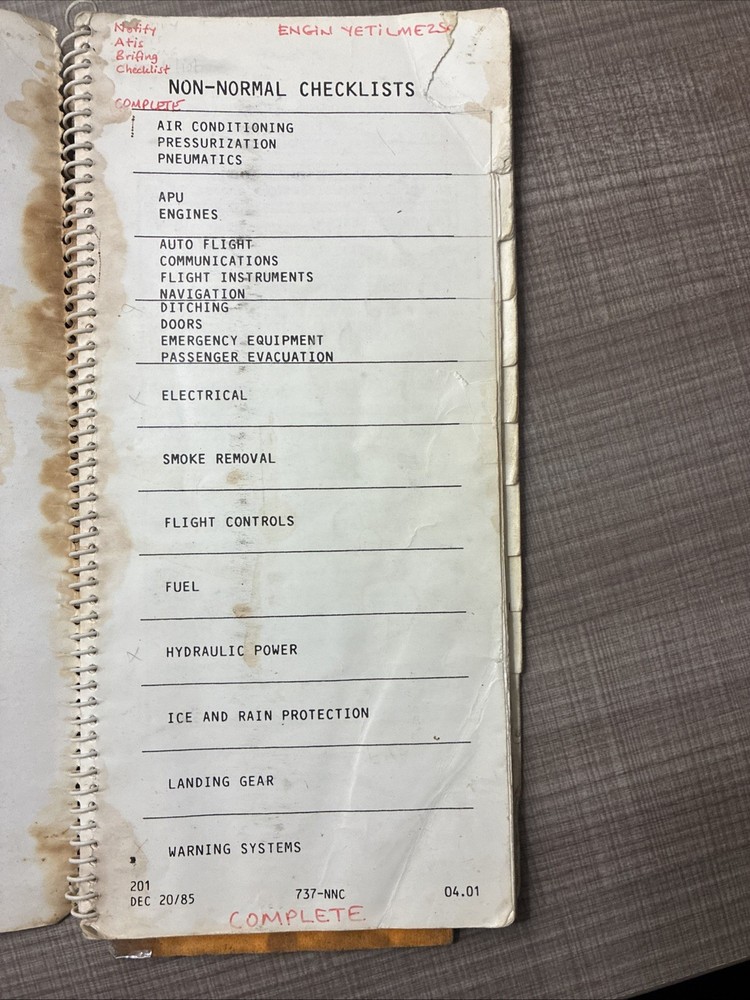 Notify
Atis
Brifing
Checklist
ENGIN YETiLMEZSe
NON-NORMAL CHECKLISTS
COMPLETE
AIR CONDITIONING
PRESSURIZATION
PNEUMATICS
APU
ENGINES
AUTO FLIGHT
COMMUNICATIONS
FLIGHT INSTRUMENTS
NAVIGATION
DITCHING
DOORS
EMERGENCY EQUIPMENT
PASSENGER EVACUATION
ELECTRICAL
SMOKE REMOVAL
FLIGHT CONTROLS
FUEL
HYDRAULIC POWER
ICE AND RAIN PROTECTION
LANDING GEAR
WARNING SYSTEMS
201
DEC 20/85
737-NNC
04.01
COMPLETE